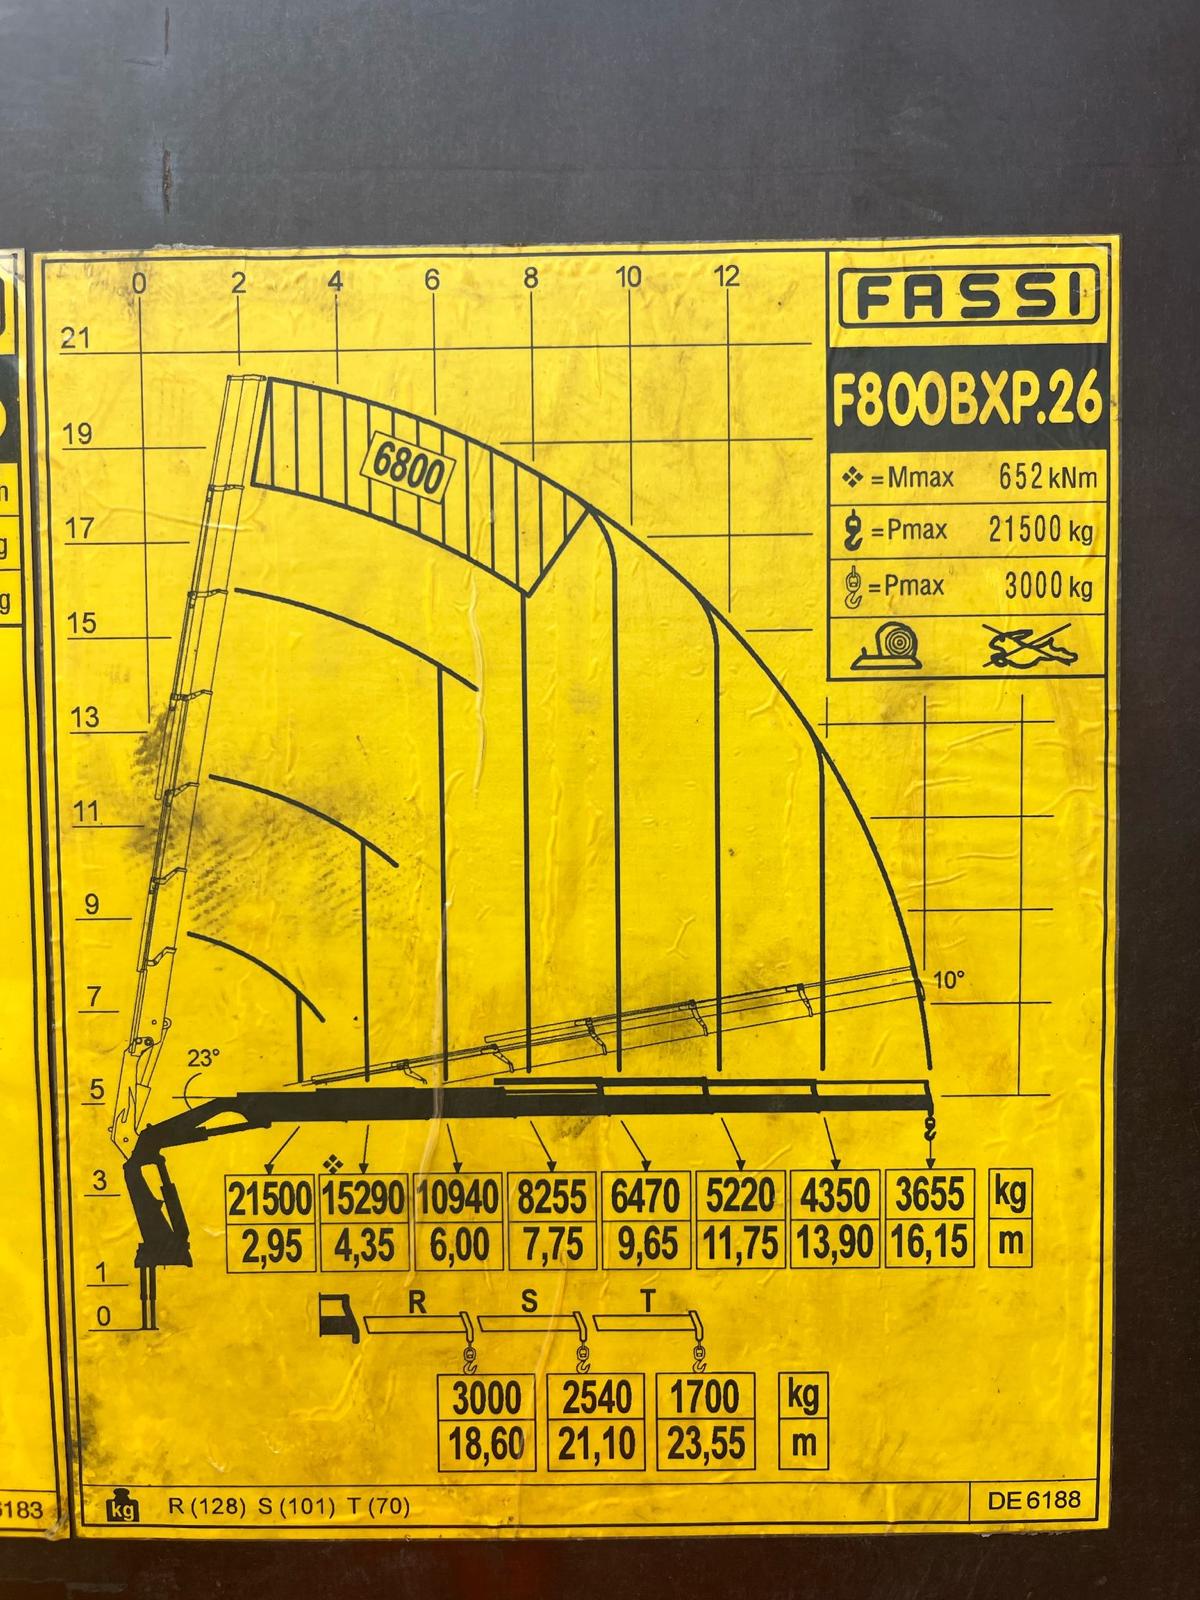 FASSI
F800BXP.26
=Mmax 652 kNm
=Pmax 21500 kg
=Pmax 3000 kg
0 2 4 6 8 10 12
21
19
17
15
13
11
9
7
5
3
1
0
6800
10°
23°
21500 15290 10940 8255 6470 5220 4350 3655 kg
2,95 4,35 6,00 7,75 9,65 11,75 13,90 16,15 m
R S T
3000 2540 1700 kg
18,60 21,10 23,55 m
kg R (128) S (101) T (70)
DE 6188
m
g
g
6183